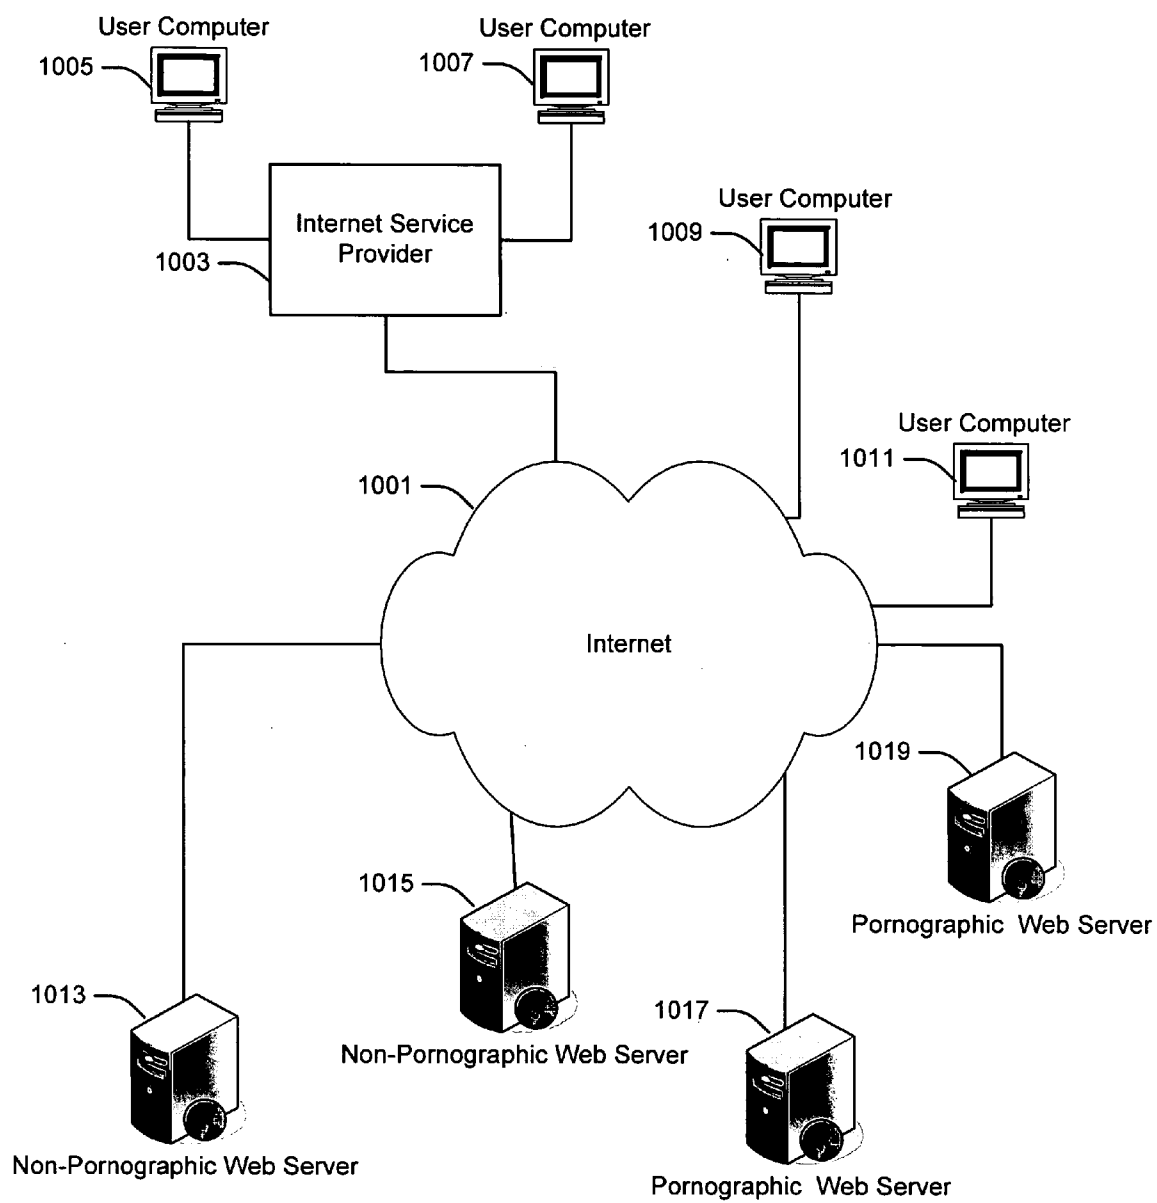 User Computer
1005
User Computer
1007
Internet Service
Provider
1003
User Computer
1009
User Computer
1011
1001
Internet
1019
Pornographic Web Server
1015
Non-Pornographic Web Server
1013
Non-Pornographic Web Server
1017
Pornographic Web Server